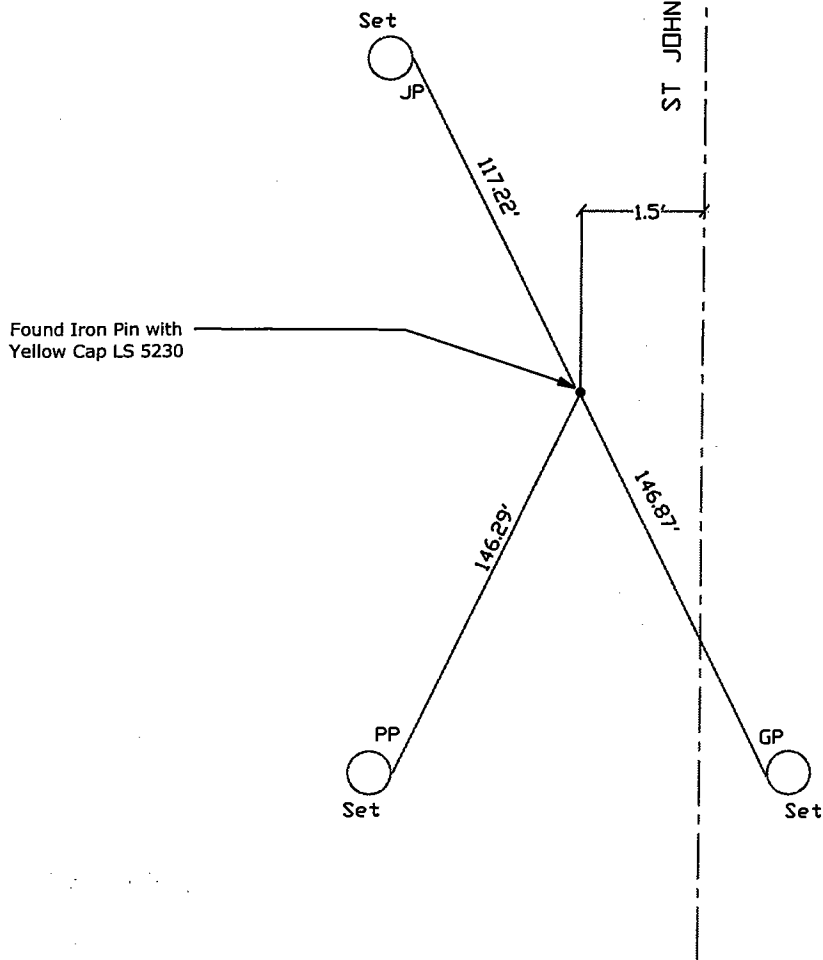 Set
JP
ST JOHN
117.22'
1.5'
Found Iron Pin with
Yellow Cap LS 5230
146.87'
146.29'
PP
Set
GP
Set